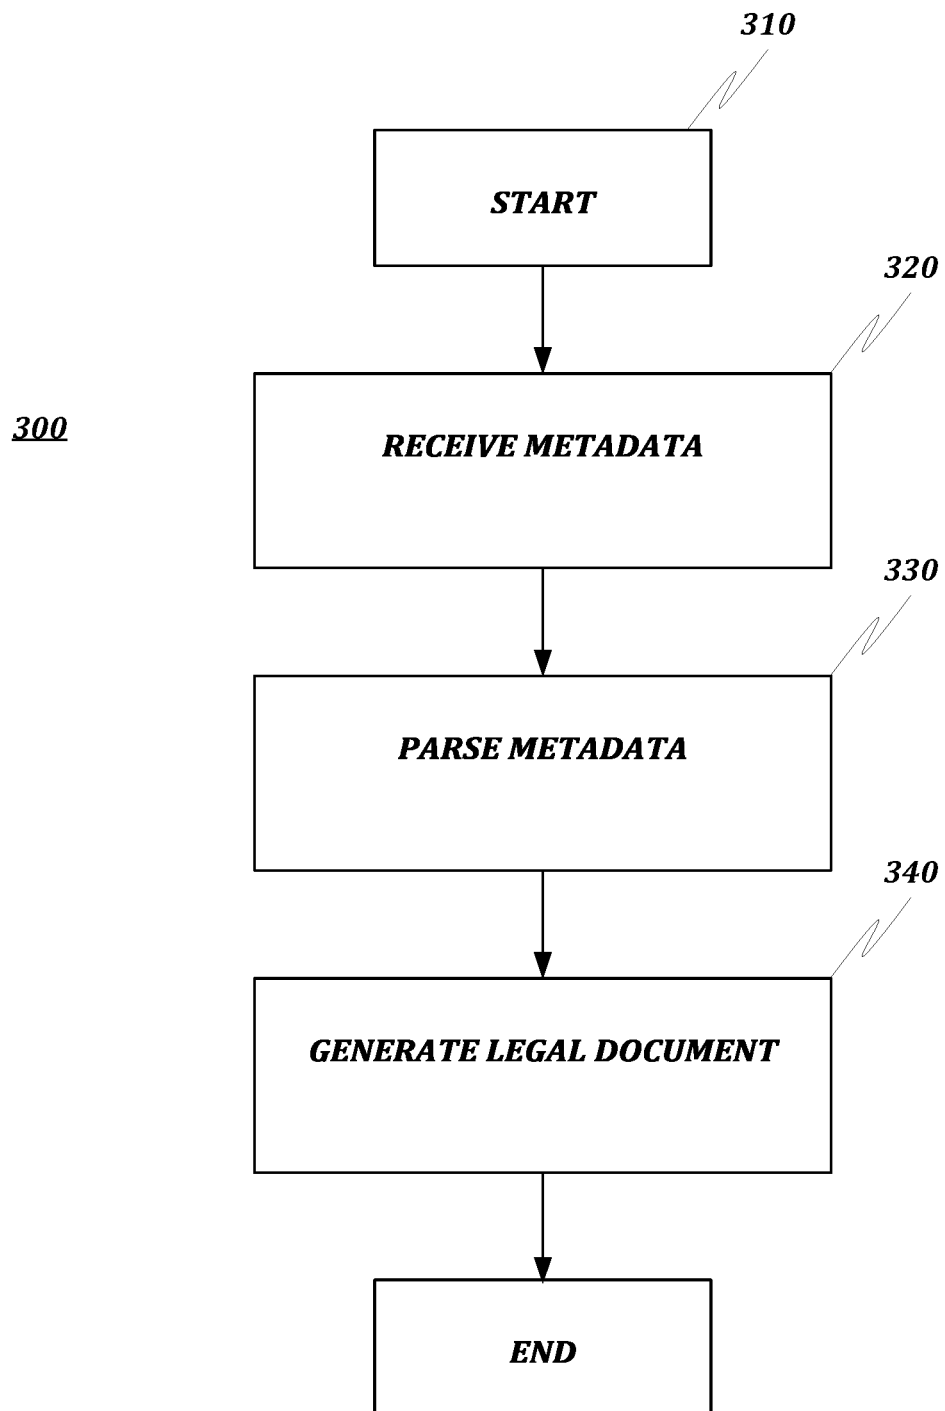 310
START
320
300
RECEIVE METADATA
330
PARSE METADATA
340
GENERATE LEGAL DOCUMENT
END